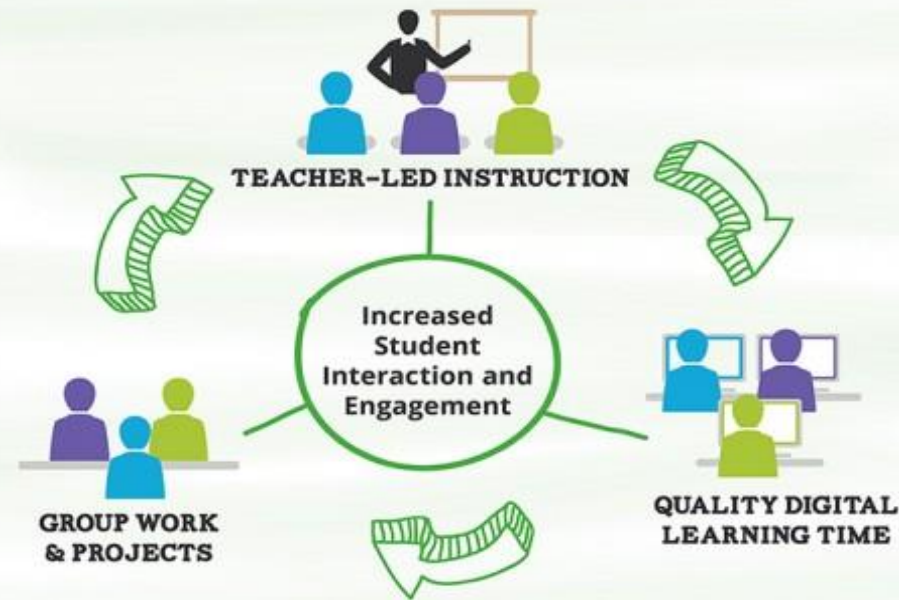 TEACHER–LED INSTRUCTION
Increased
Student
Interaction and
Engagement
GROUP WORK
& PROJECTS
QUALITY DIGITAL
LEARNING TIME